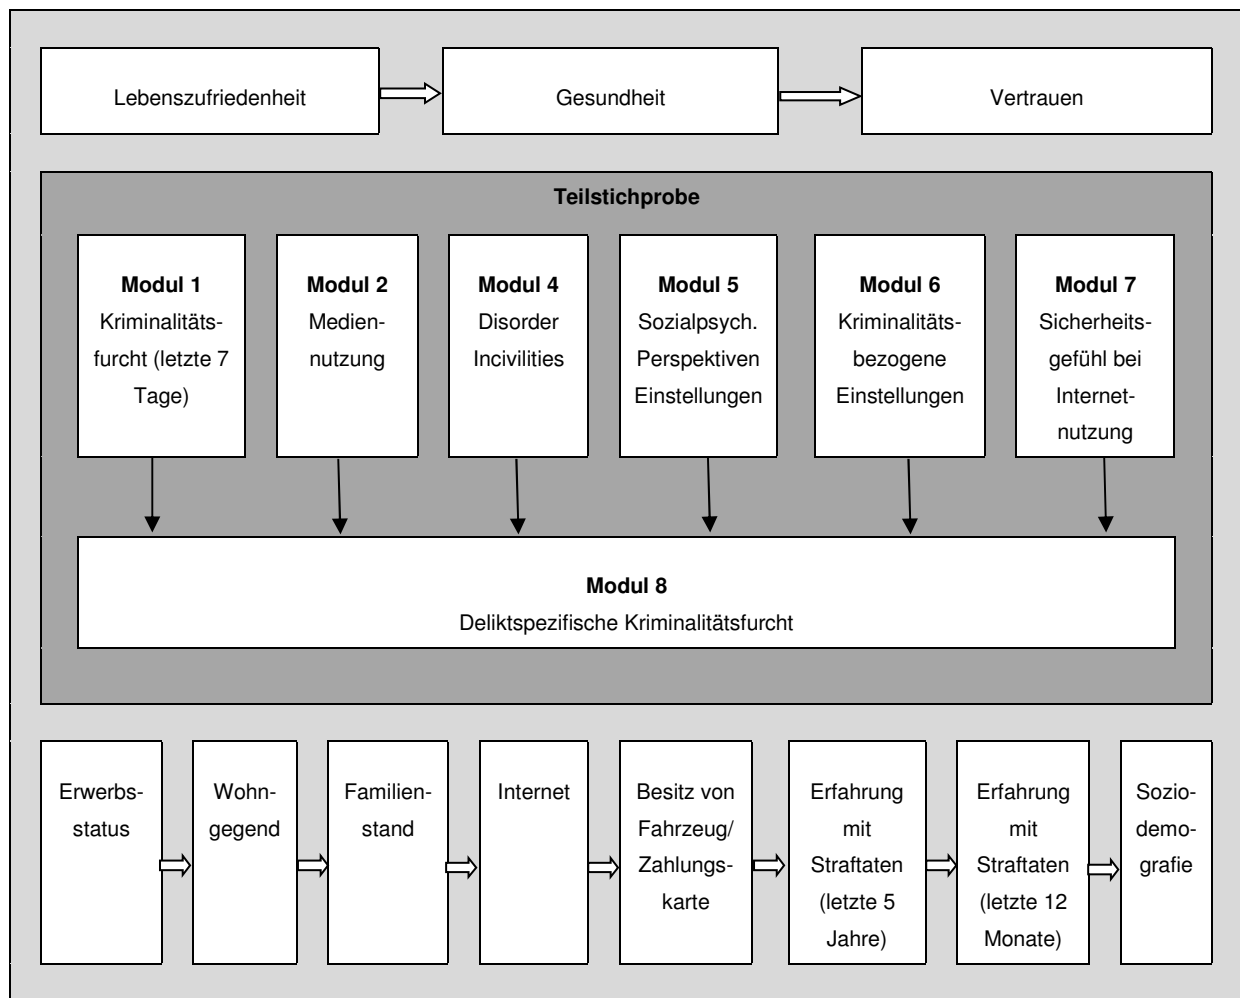 Lebenszufriedenheit
Gesundheit
Vertrauen
Teilstichprobe
Modul 1
Kriminalitäts-
furcht (letzte 7
Tage)
Modul 2
Medien-
nutzung
Modul 4
Disorder
Incivilities
Modul 5
Sozialpsych.
Perspektiven
Einstellungen
Modul 6
Kriminalitäts-
bezogene
Einstellungen
Modul 7
Sicherheits-
gefühl bei
Internet-
nutzung
Modul 8
Deliktspezifische Kriminalitätsfurcht
Erwerbs-
status
Wohn-
gegend
Familien-
stand
Internet
Besitz von
Fahrzeug/
Zahlungs-
karte
Erfahrung
mit
Straftaten
(letzte 5
Jahre)
Erfahrung
mit
Straftaten
(letzte 12
Monate)
Sozio-
demo-
grafie